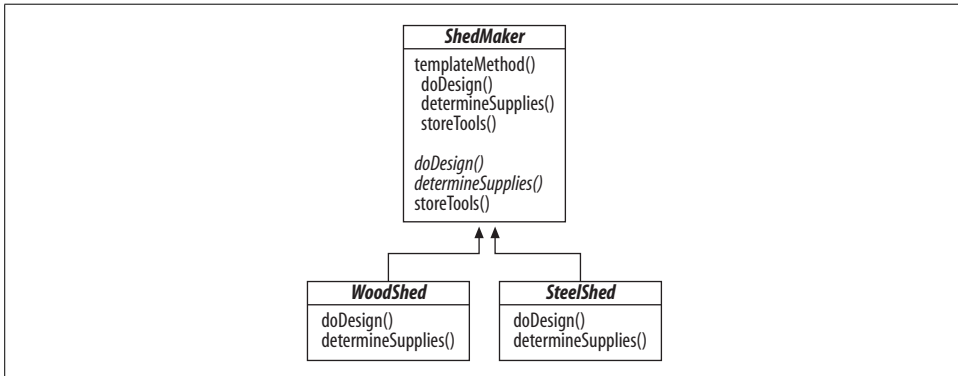 ShedMaker
templateMethod()
doDesign()
determineSupplies()
storeTools()
doDesign()
determineSupplies()
storeTools()
WoodShed
doDesign()
determineSupplies()
SteelShed
doDesign()
determineSupplies()